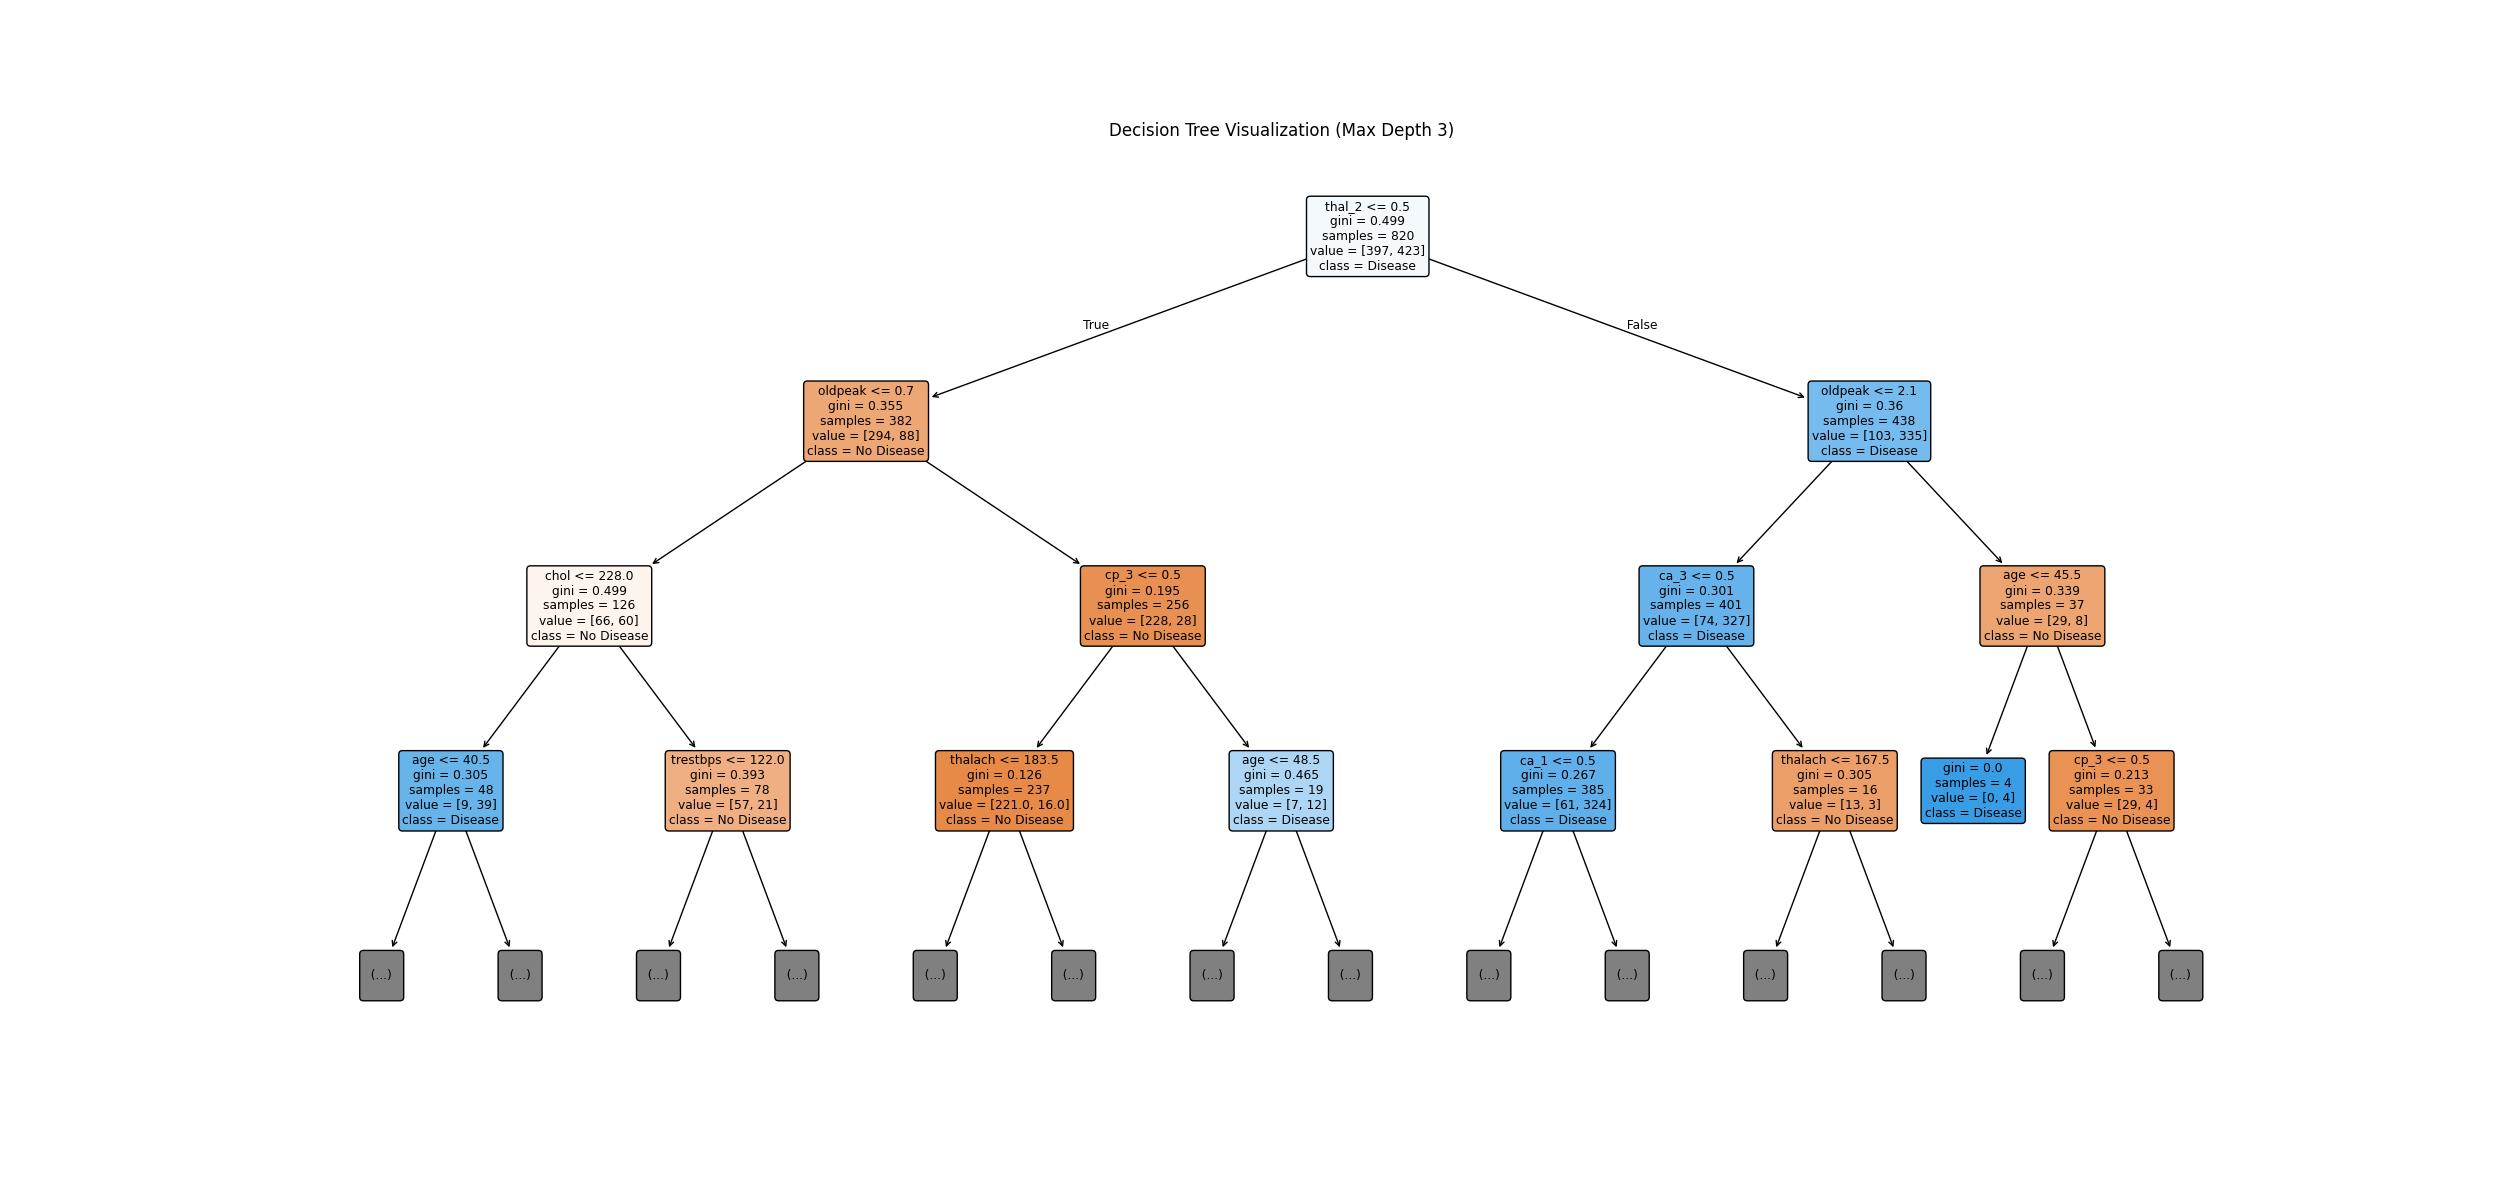 Decision Tree Visualization (Max Depth 3)
thal_2 <= 0.5
gini = 0.499
samples = 820
value = [397, 423]
class = Disease
True
False
oldpeak <= 0.7
gini = 0.355
samples = 382
value = [294, 88]
class = No Disease
oldpeak <= 2.1
gini = 0.36
samples = 438
value = [103, 335]
class = Disease
chol <= 228.0
gini = 0.499
samples = 126
value = [66, 60]
class = No Disease
cp_3 <= 0.5
gini = 0.195
samples = 256
value = [228, 28]
class = No Disease
ca_3 <= 0.5
gini = 0.301
samples = 401
value = [74, 327]
class = Disease
age <= 45.5
gini = 0.339
samples = 37
value = [29, 8]
class = No Disease
age <= 40.5
gini = 0.305
samples = 48
value = [9, 39]
class = Disease
trestbps <= 122.0
gini = 0.393
samples = 78
value = [57, 21]
class = No Disease
thalach <= 183.5
gini = 0.126
samples = 237
value = [221.0, 16.0]
class = No Disease
age <= 48.5
gini = 0.465
samples = 19
value = [7, 12]
class = Disease
ca_1 <= 0.5
gini = 0.267
samples = 385
value = [61, 324]
class = Disease
thalach <= 167.5
gini = 0.305
samples = 16
value = [13, 3]
class = No Disease
gini = 0.0
samples = 4
value = [0, 4]
class = Disease
cp_3 <= 0.5
gini = 0.213
samples = 33
value = [29, 4]
class = No Disease
(...)
(...)
(...)
(...)
(...)
(...)
(...)
(...)
(...)
(...)
(...)
(...)
(...)
(...)